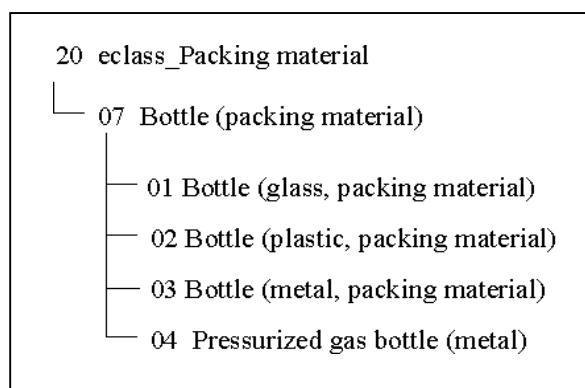 20 eclass_Packing material
07 Bottle (packing material)
01 Bottle (glass, packing material)
02 Bottle (plastic, packing material)
03 Bottle (metal, packing material)
04 Pressurized gas bottle (metal)